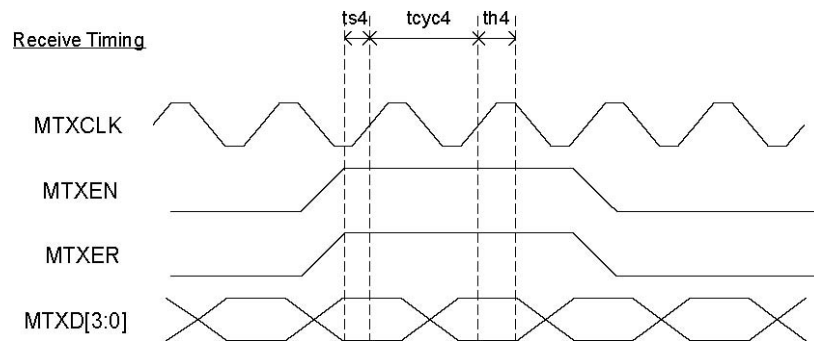 ts4 tcyc4 th4
Receive Timing
MTXCLK
MTXEN
MTXER
MTXD[3:0]